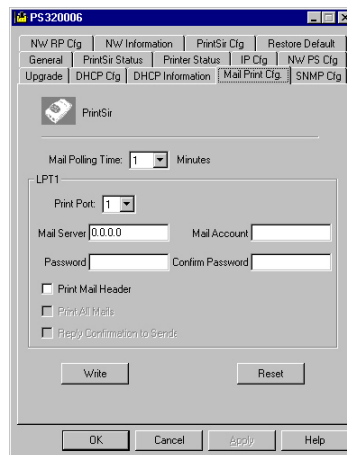 PS320006
NW RP Cfg NW Information PrintSir Cfg Restore Default
General PrintSir Status Printer Status IP Cfg NW PS Cfg
Upgrade DHCP Cfg DHCP Information Mail Print Cfg. SNMP Cfg
PrintSir
Mail Polling Time: 1 Minutes
LPT1
Print Port: 1
Mail Server 0.0.0.0 Mail Account
Password Confirm Password
Print Mail Header
Print All Mails
Reply Confirmation to Sende
Write Reset
OK Cancel Apply Help